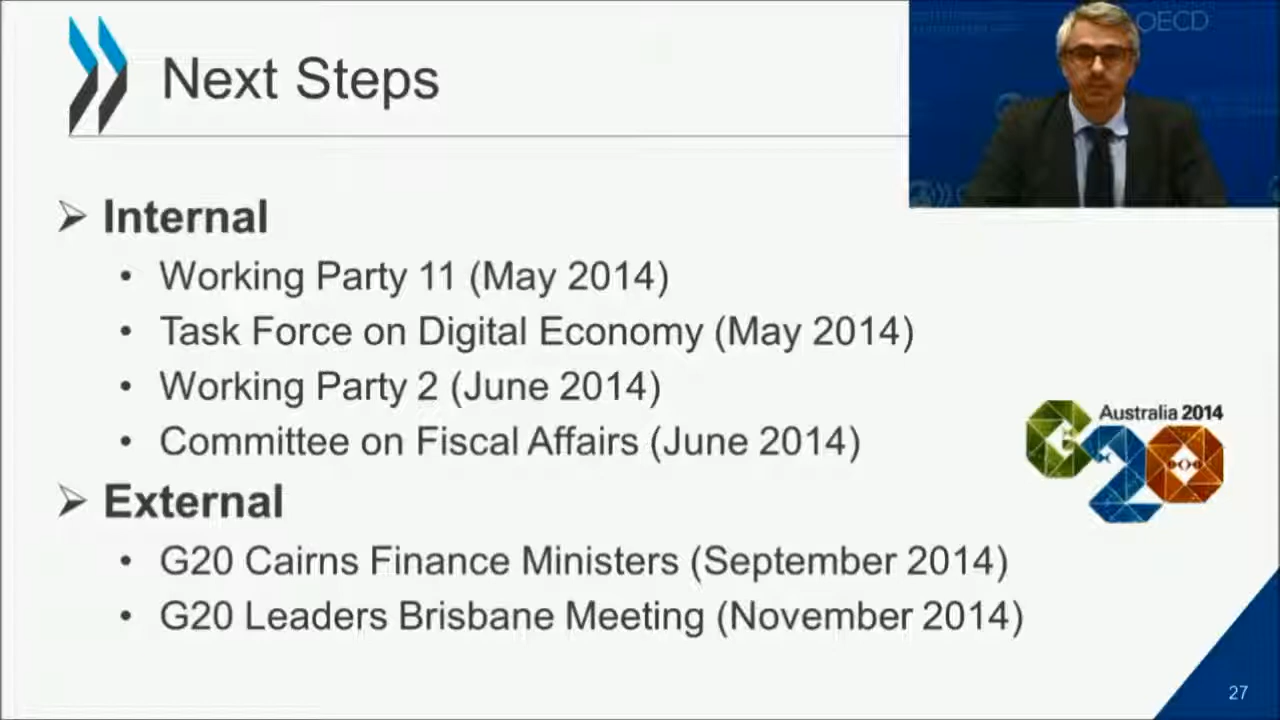 Next Steps
OECD
Internal
Working Party 11 (May 2014)
Task Force on Digital Economy (May 2014)
Working Party 2 (June 2014)
Committee on Fiscal Affairs (June 2014)
Australia 2014
G20
External
G20 Cairns Finance Ministers (September 2014)
G20 Leaders Brisbane Meeting (November 2014)
27